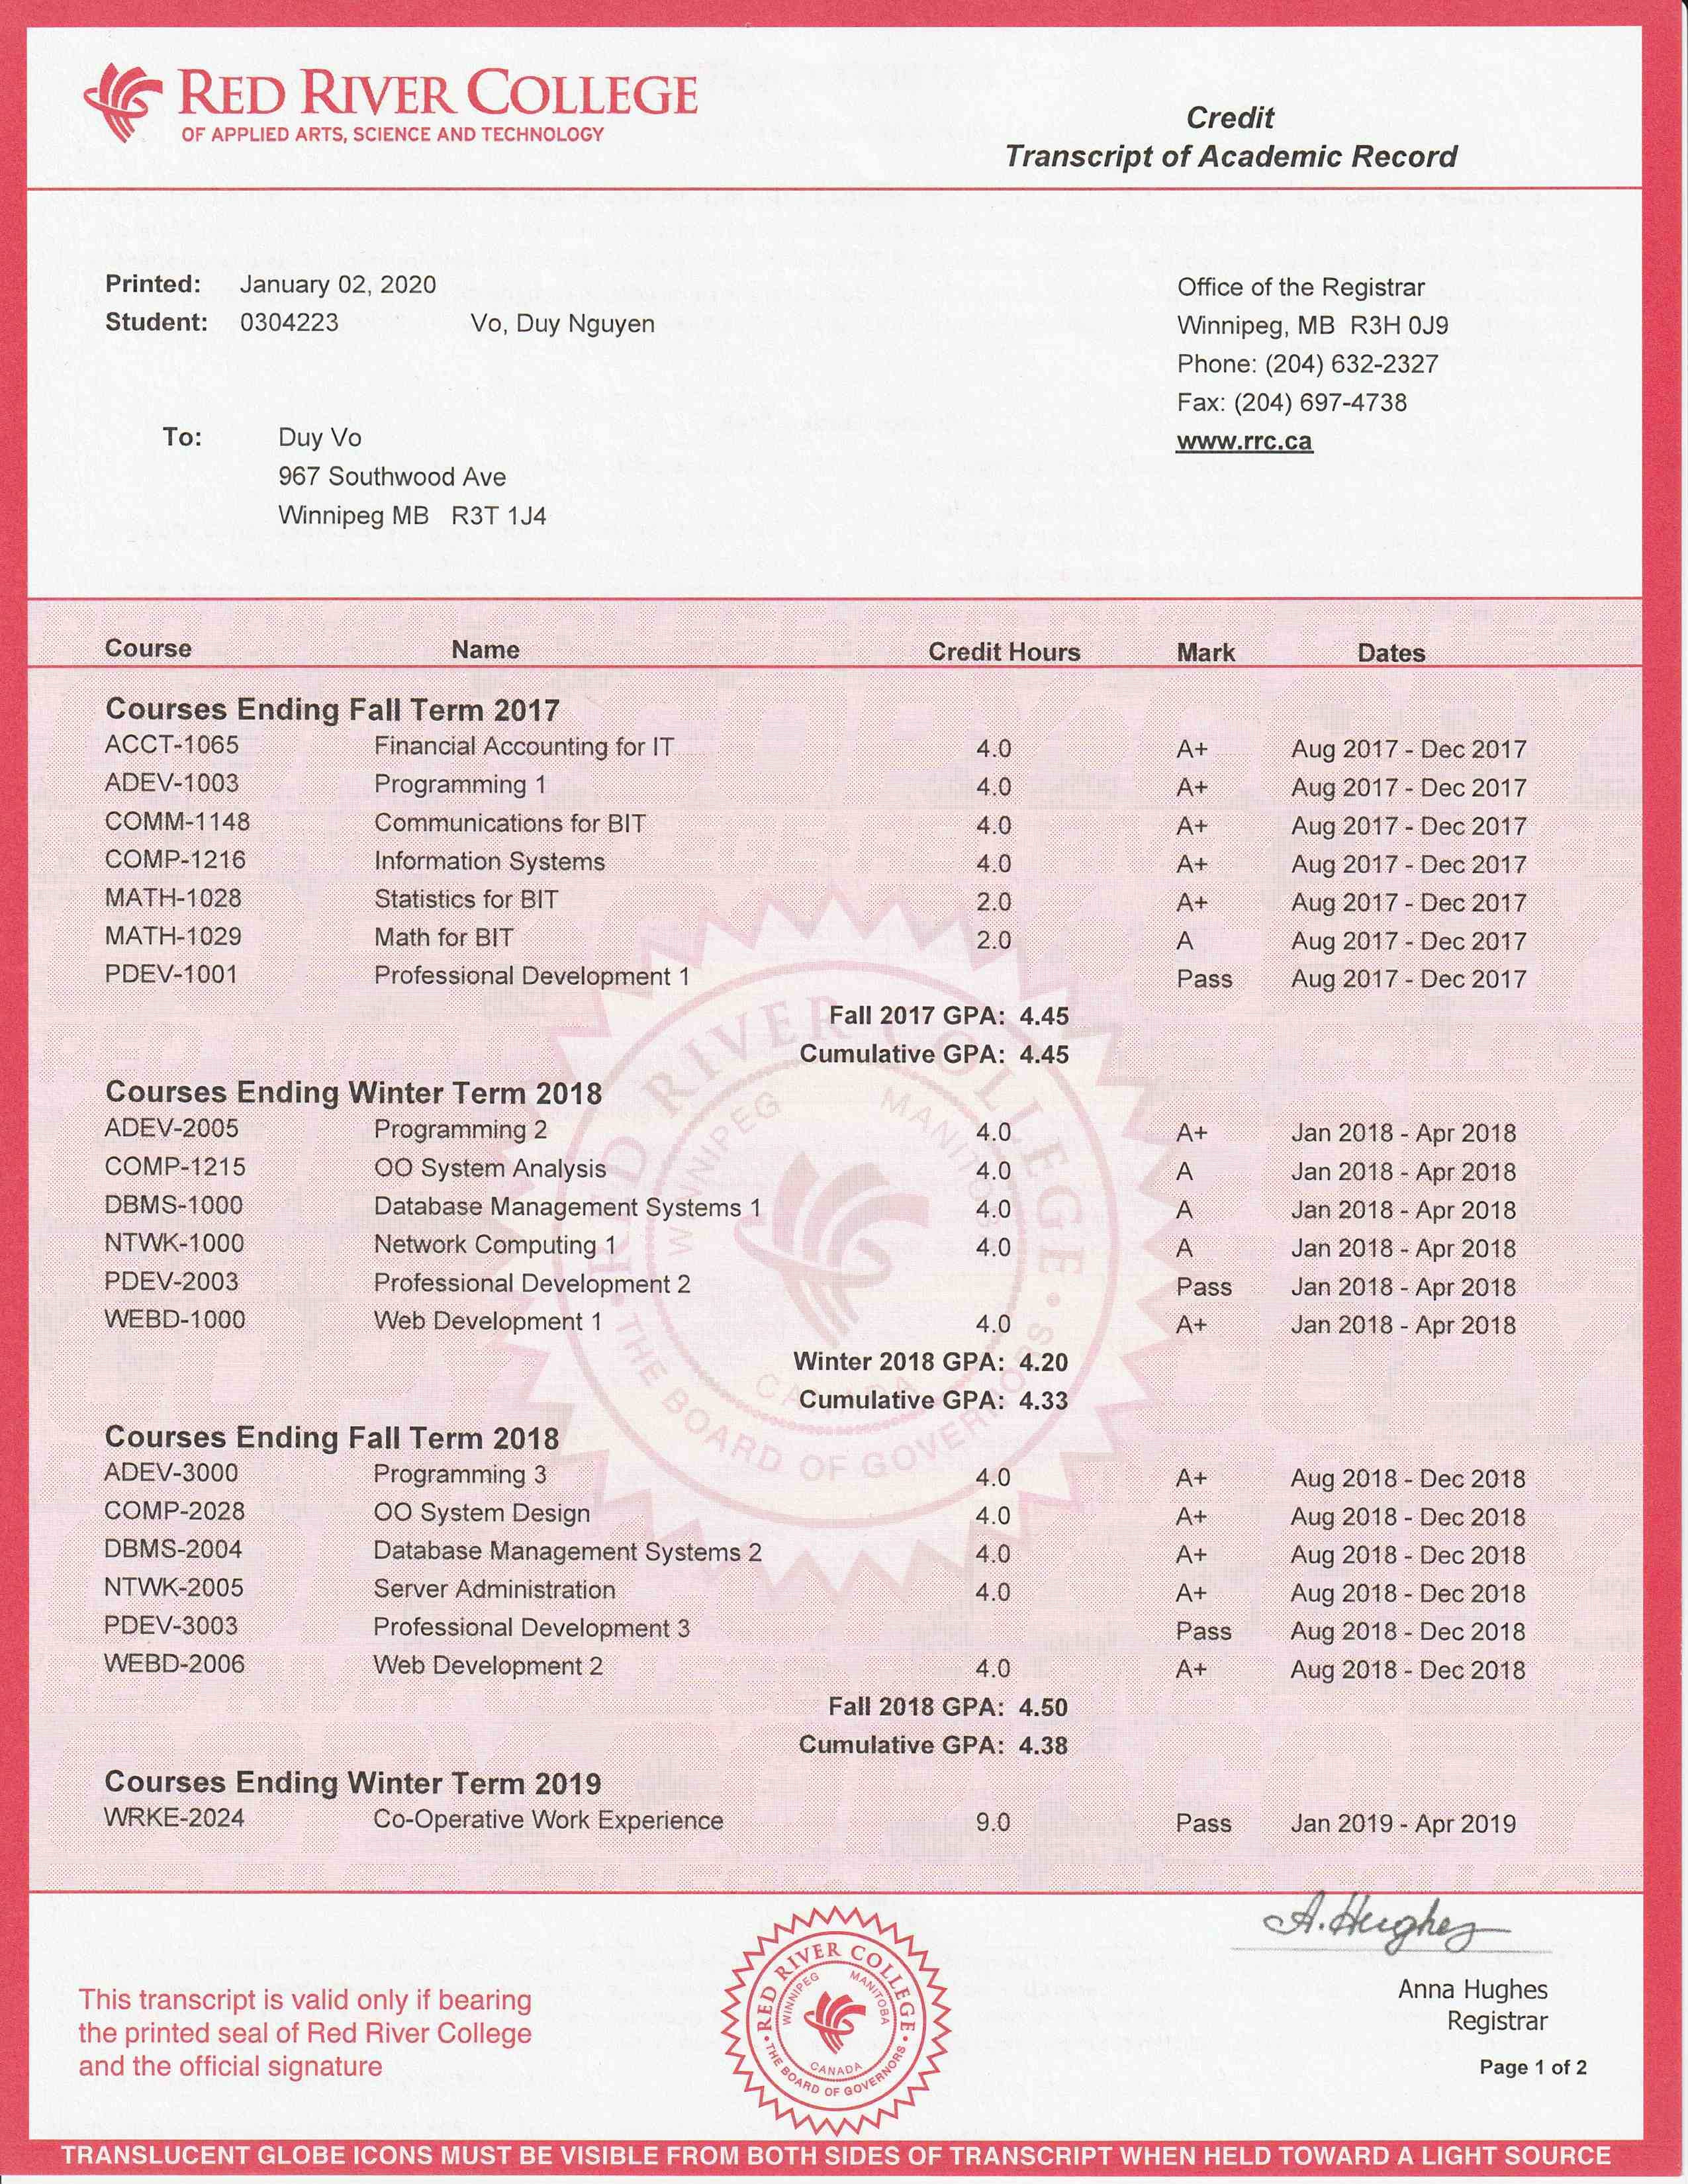 RED RIVER COLLEGE
OF APPLIED ARTS, SCIENCE AND TECHNOLOGY
Credit
Transcript of Academic Record
Printed: January 02, 2020
Student: 0304223 Vo, Duy Nguyen
Office of the Registrar
Winnipeg, MB R3H 0J9
Phone: (204) 632-2327
Fax: (204) 697-4738
www.rrc.ca
To: Duy Vo
967 Southwood Ave
Winnipeg MB R3T 1J4
Course Name Credit Hours Mark Dates
Courses Ending Fall Term 2017
ACCT-1065 Financial Accounting for IT 4.0 A+ Aug 2017 - Dec 2017
ADEV-1003 Programming 1 4.0 A+ Aug 2017 - Dec 2017
COMM-1148 Communications for BIT 4.0 A+ Aug 2017 - Dec 2017
COMP-1216 Information Systems 4.0 A+ Aug 2017 - Dec 2017
MATH-1028 Statistics for BIT 2.0 A+ Aug 2017 - Dec 2017
MATH-1029 Math for BIT 2.0 A Aug 2017 - Dec 2017
PDEV-1001 Professional Development 1 Pass Aug 2017 - Dec 2017
Fall 2017 GPA: 4.45
Cumulative GPA: 4.45
Courses Ending Winter Term 2018
ADEV-2005 Programming 2 4.0 A+ Jan 2018 - Apr 2018
COMP-1215 OO System Analysis 4.0 A Jan 2018 - Apr 2018
DBMS-1000 Database Management Systems 1 4.0 A Jan 2018 - Apr 2018
NTWK-1000 Network Computing 1 4.0 A Jan 2018 - Apr 2018
PDEV-2003 Professional Development 2 Pass Jan 2018 - Apr 2018
WEBD-1000 Web Development 1 4.0 A+ Jan 2018 - Apr 2018
Winter 2018 GPA: 4.20
Cumulative GPA: 4.33
Courses Ending Fall Term 2018
ADEV-3000 Programming 3 4.0 A+ Aug 2018 - Dec 2018
COMP-2028 OO System Design 4.0 A+ Aug 2018 - Dec 2018
DBMS-2004 Database Management Systems 2 4.0 A+ Aug 2018 - Dec 2018
NTWK-2005 Server Administration 4.0 A+ Aug 2018 - Dec 2018
PDEV-3003 Professional Development 3 Pass Aug 2018 - Dec 2018
WEBD-2006 Web Development 2 4.0 A+ Aug 2018 - Dec 2018
Fall 2018 GPA: 4.50
Cumulative GPA: 4.38
Courses Ending Winter Term 2019
WRKE-2024 Co-Operative Work Experience 9.0 Pass Jan 2019 - Apr 2019
RED RIVER COLLEGE • THE BOARD OF GOVERNORS •
WINNIPEG MANITOBA
CANADA
This transcript is valid only if bearing
the printed seal of Red River College
and the official signature
RED RIVER COLLEGE • THE BOARD OF GOVERNORS •
WINNIPEG MANITOBA
CANADA
A. Hughes
Anna Hughes
Registrar
Page 1 of 2
TRANSLUCENT GLOBE ICONS MUST BE VISIBLE FROM BOTH SIDES OF TRANSCRIPT WHEN HELD TOWARD A LIGHT SOURCE